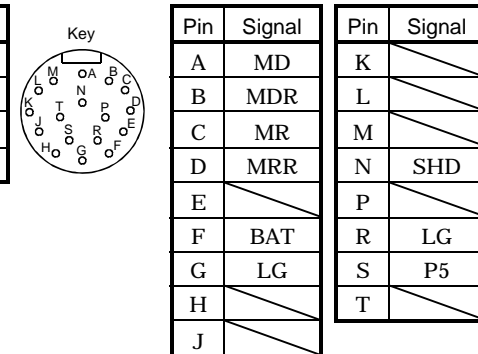 Key
M A B
L N C
K T P D
J S R E
H G F
Pin Signal
A MD
B MDR
C MR
D MRR
E
F BAT
G LG
H
J
Pin Signal
K
L
M
N SHD
P
R LG
S P5
T